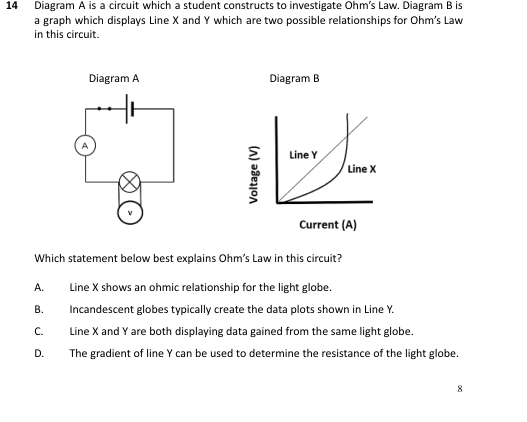 14 Diagram A is a circuit which a student constructs to investigate Ohm's Law. Diagram B is
a graph which displays Line X and Y which are two possible relationships for Ohm's Law
in this circuit.
Diagram A
Diagram B
A
V
Voltage (V)
Line Y
Line X
Current (A)
Which statement below best explains Ohm's Law in this circuit?
A. Line X shows an ohmic relationship for the light globe.
B. Incandescent globes typically create the data plots shown in Line Y.
C. Line X and Y are both displaying data gained from the same light globe.
D. The gradient of line Y can be used to determine the resistance of the light globe.
8